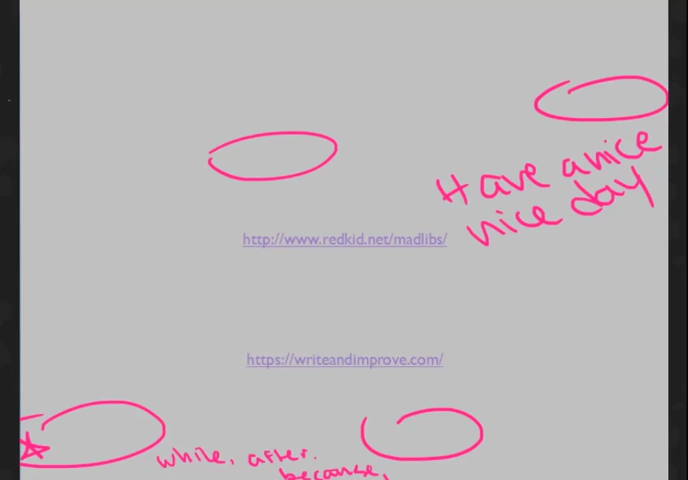 Have a nice
nice day
http://www.redkid.net/madlibs/
https://writeandimprove.com/
while, after.
because,